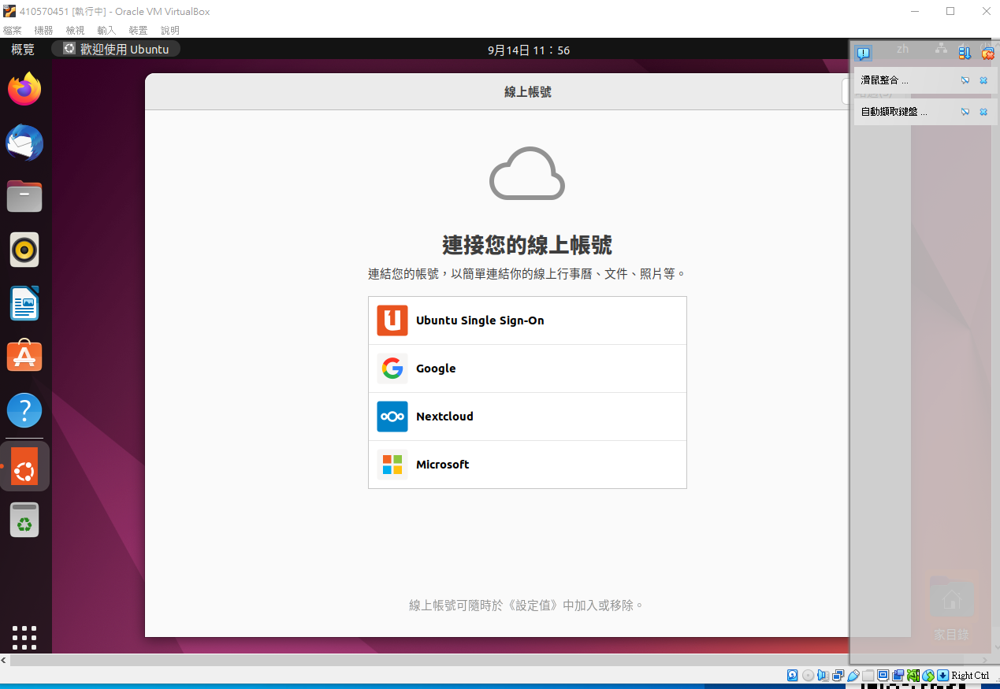 410570451 [執行中] - Oracle VM VirtualBox
檔案 機器 檢視 輸入 裝置 說明
概覽 歡迎使用 Ubuntu 9月14日 11：56 zh
線上帳號
滑鼠整合 ...
自動擷取鍵盤 ...
連接您的線上帳號
連結您的帳號，以簡單連結你的線上行事曆、文件、照片等。
Ubuntu Single Sign-On
Google
Nextcloud
Microsoft
線上帳號可隨時於《設定值》中加入或移除。
家目錄
Right Ctrl